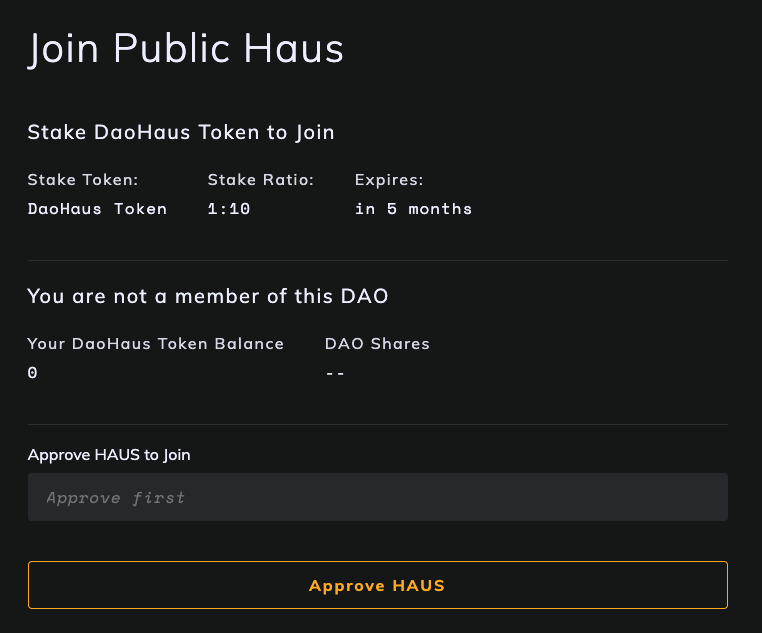 Join Public Haus
Stake DaoHaus Token to Join
Stake Token: Stake Ratio: Expires:
DaoHaus Token 1:10 in 5 months
You are not a member of this DAO
Your DaoHaus Token Balance DAO Shares
0 --
Approve HAUS to Join
Approve first
Approve HAUS